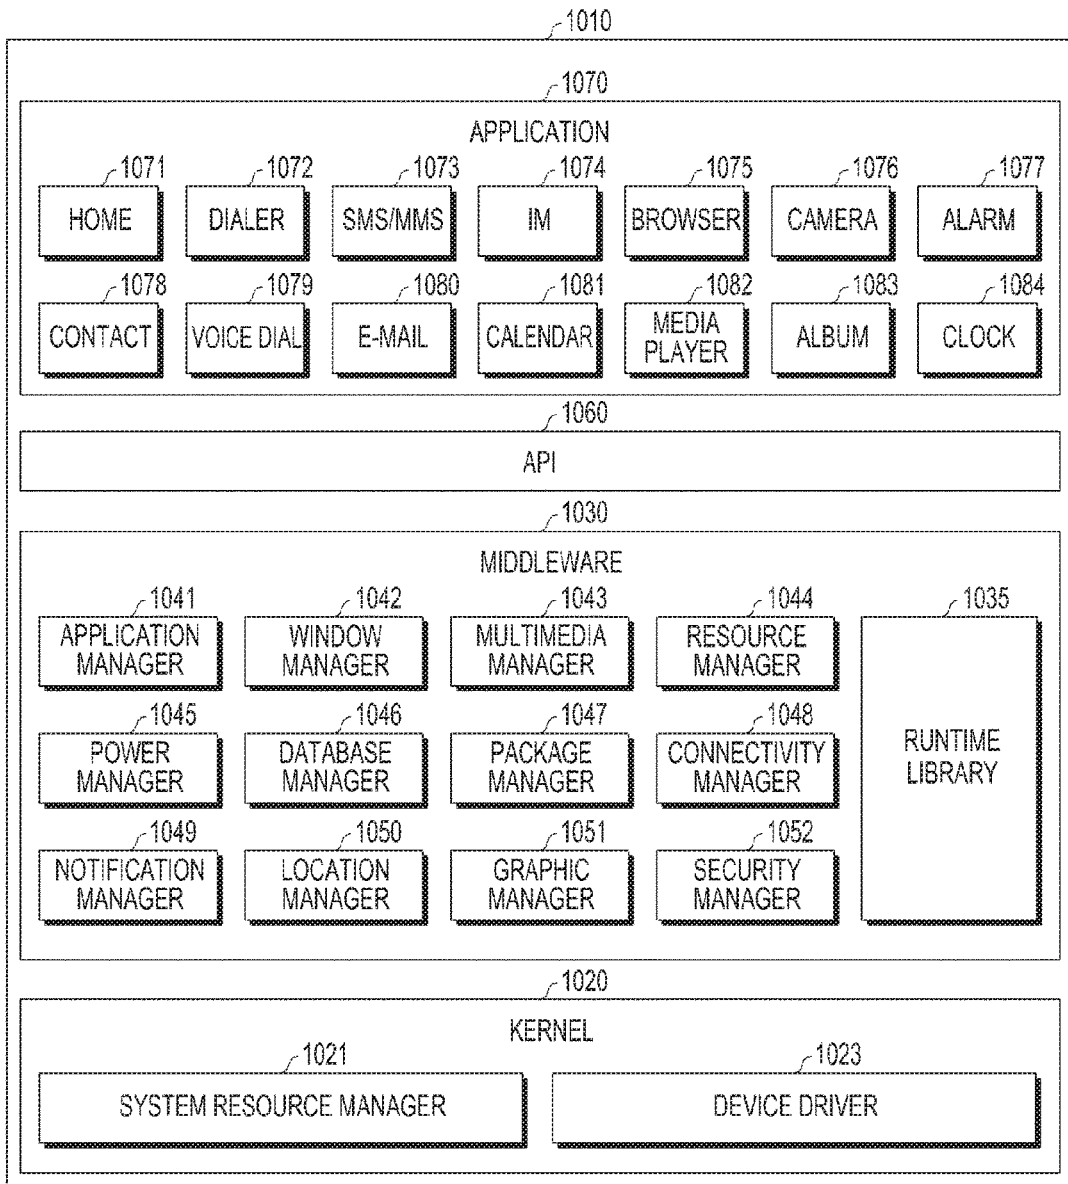 1010
1070
APPLICATION
1071 1072 1073 1074 1075 1076 1077
HOME DIALER SMS/MMS IM BROWSER CAMERA ALARM
1078 1079 1080 1081 1082 1083 1084
CONTACT VOICE DIAL E-MAIL CALENDAR MEDIA PLAYER ALBUM CLOCK
1060
API
1030
MIDDLEWARE
1041 1042 1043 1044 1035
APPLICATION MANAGER WINDOW MANAGER MULTIMEDIA MANAGER RESOURCE MANAGER
1045 1046 1047 1048
POWER MANAGER DATABASE MANAGER PACKAGE MANAGER CONNECTIVITY MANAGER RUNTIME LIBRARY
1049 1050 1051 1052
NOTIFICATION MANAGER LOCATION MANAGER GRAPHIC MANAGER SECURITY MANAGER
1020
KERNEL
1021 1023
SYSTEM RESOURCE MANAGER DEVICE DRIVER